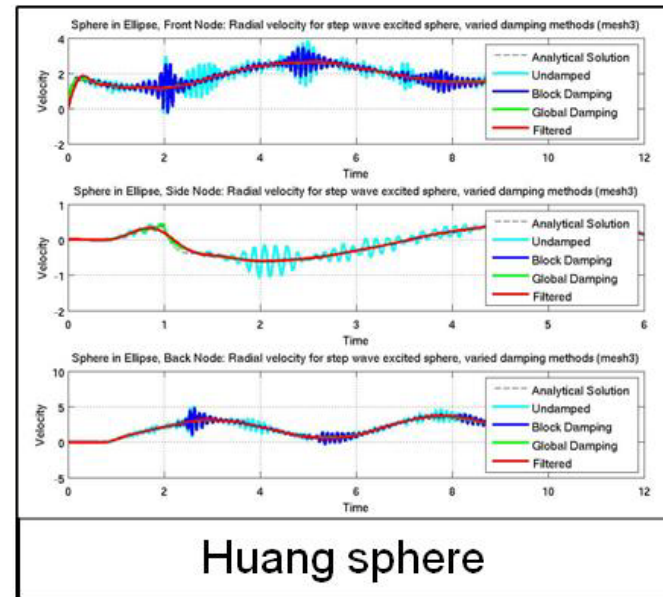 Sphere in Ellipse, Front Node: Radial velocity for step wave excited sphere, varied damping methods (mesh3)
4
2
0
-2
Velocity
Analytical Solution
Undamped
Block Damping
Global Damping
Filtered
0 2 4 6 8 10 12
Time
Sphere in Ellipse, Side Node: Radial velocity for step wave excited sphere, varied damping methods (mesh3)
1
0
-1
-2
Velocity
Analytical Solution
Undamped
Block Damping
Global Damping
Filtered
0 1 2 3 4 5 6
Time
Sphere in Ellipse, Back Node: Radial velocity for step wave excited sphere, varied damping methods (mesh3)
10
5
0
-5
Velocity
Analytical Solution
Undamped
Block Damping
Global Damping
Filtered
0 2 4 6 8 10 12
Time
Huang sphere